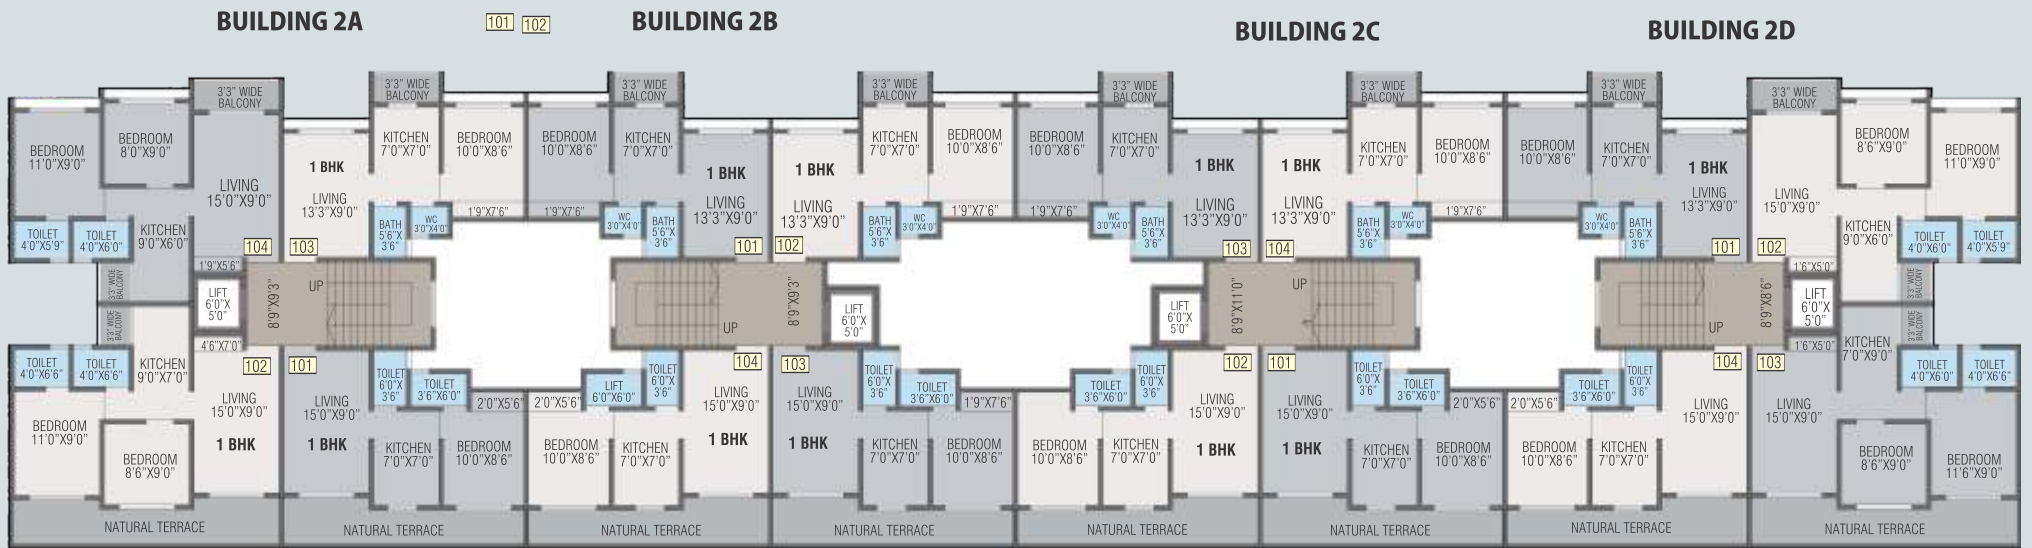 BUILDING 2A
101
102
BUILDING 2B
BUILDING 2C
BUILDING 2D
BEDROOM
11'0"X9'0"
BEDROOM
8'0"X9'0"
3'3" WIDE
BALCONY
LIVING
15'0"X9'0"
TOILET
4'0"X5'9"
TOILET
4'0"X6'0"
KITCHEN
9'0"X6'0"
104
1'9"X5'6"
3'3" WIDE
BALCONY
1 BHK
LIVING
13'3"X9'0"
103
3'3" WIDE
BALCONY
KITCHEN
7'0"X7'0"
BEDROOM
10'0"X8'6"
BATH
5'6"X
3'6"
WC
3'0"X4'0"
1'9"X7'6"
BEDROOM
10'0"X8'6"
3'3" WIDE
BALCONY
KITCHEN
7'0"X7'0"
1'9"X7'6"
WC
3'0"X4'0"
BATH
5'6"X
3'6"
1 BHK
LIVING
13'3"X9'0"
101
1 BHK
LIVING
13'3"X9'0"
102
3'3" WIDE
BALCONY
KITCHEN
7'0"X7'0"
BEDROOM
10'0"X8'6"
BATH
5'6"X
3'6"
WC
3'0"X4'0"
1'9"X7'6"
BEDROOM
10'0"X8'6"
3'3" WIDE
BALCONY
KITCHEN
7'0"X7'0"
1'9"X7'6"
WC
3'0"X4'0"
BATH
5'6"X
3'6"
1 BHK
LIVING
13'3"X9'0"
103
1 BHK
LIVING
13'3"X9'0"
104
3'3" WIDE
BALCONY
KITCHEN
7'0"X7'0"
BEDROOM
10'0"X8'6"
BATH
5'6"X
3'6"
WC
3'0"X4'0"
1'9"X7'6"
BEDROOM
10'0"X8'6"
3'3" WIDE
BALCONY
KITCHEN
7'0"X7'0"
WC
3'0"X4'0"
BATH
5'6"X
3'6"
1 BHK
LIVING
13'3"X9'0"
101
3'3" WIDE
BALCONY
LIVING
15'0"X9'0"
102
BEDROOM
8'6"X9'0"
BEDROOM
11'0"X9'0"
KITCHEN
9'0"X6'0"
TOILET
4'0"X6'0"
TOILET
4'0"X5'9"
1'6"X5'0"
3'3" WIDE
BALCONY
LIFT
6'0"X
5'0"
8'9"X9'3"
UP
UP
8'9"X9'3"
LIFT
6'0"X
5'0"
LIFT
6'0"X
5'0"
8'9"X11'0"
UP
UP
8'9"X8'6"
LIFT
6'0"X
5'0"
3'3" WIDE
BALCONY
TOILET
4'0"X6'6"
TOILET
4'0"X6'6"
KITCHEN
9'0"X7'0"
4'6"X7'0"
102
LIVING
15'0"X9'0"
1 BHK
BEDROOM
11'0"X9'0"
BEDROOM
8'6"X9'0"
NATURAL TERRACE
101
LIVING
15'0"X9'0"
1 BHK
TOILET
6'0"X
3'6"
TOILET
3'6"X6'0"
2'0"X5'6"
KITCHEN
7'0"X7'0"
BEDROOM
10'0"X8'6"
NATURAL TERRACE
2'0"X5'6"
LIFT
6'0"X6'0"
TOILET
6'0"X
3'6"
104
LIVING
15'0"X9'0"
1 BHK
BEDROOM
10'0"X8'6"
KITCHEN
7'0"X7'0"
NATURAL TERRACE
103
LIVING
15'0"X9'0"
1 BHK
TOILET
6'0"X
3'6"
TOILET
3'6"X6'0"
1'9"X7'6"
KITCHEN
7'0"X7'0"
BEDROOM
10'0"X8'6"
NATURAL TERRACE
TOILET
3'6"X6'0"
TOILET
6'0"X
3'6"
102
LIVING
15'0"X9'0"
1 BHK
BEDROOM
10'0"X8'6"
KITCHEN
7'0"X7'0"
NATURAL TERRACE
101
LIVING
15'0"X9'0"
1 BHK
TOILET
6'0"X
3'6"
TOILET
3'6"X6'0"
2'0"X5'6"
KITCHEN
7'0"X7'0"
BEDROOM
10'0"X8'6"
NATURAL TERRACE
2'0"X5'6"
TOILET
3'6"X6'0"
TOILET
6'0"X
3'6"
104
LIVING
15'0"X9'0"
BEDROOM
10'0"X8'6"
KITCHEN
7'0"X7'0"
NATURAL TERRACE
1'6"X5'0"
103
LIVING
15'0"X9'0"
3'3" WIDE
BALCONY
KITCHEN
7'0"X9'0"
TOILET
4'0"X6'0"
TOILET
4'0"X6'6"
BEDROOM
8'6"X9'0"
BEDROOM
11'6"X9'0"
NATURAL TERRACE